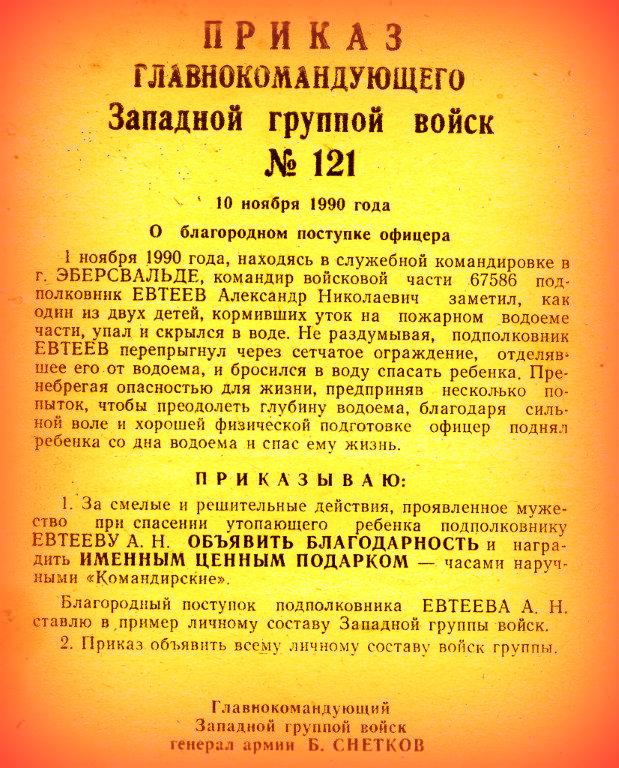 ПРИКАЗ
ГЛАВНОКОМАНДУЮЩЕГО
Западной группой войск
№ 121
10 ноября 1990 года
О благородном поступке офицера
1 ноября 1990 года, находясь в служебной командировке в
г. ЭБЕРСВАЛЬДЕ, командир войсковой части 67586 под-
полковник ЕВТЕЕВ Александр Николаевич заметил, как
один из двух детей, кормивших уток на пожарном водоеме
части, упал и скрылся в воде. Не раздумывая, подполковник
ЕВТЕЕВ перепрыгнул через сетчатое ограждение, отделяв-
шее его от водоема, и бросился в воду спасать ребенка. Пре-
небрегая опасностью для жизни, предприняв несколько по-
пыток, чтобы преодолеть глубину водоема, благодаря силь-
ной воле и хорошей физической подготовке офицер поднял
ребенка со дна водоема и спас ему жизнь.
ПРИКАЗЫВАЮ:
1. За смелые и решительные действия, проявленное муже-
ство при спасении утопающего ребенка подполковнику
ЕВТЕЕВУ А. Н. ОБЪЯВИТЬ БЛАГОДАРНОСТЬ и награ-
дить ИМЕННЫМ ЦЕННЫМ ПОДАРКОМ — часами наруч-
ными «Командирские».
Благородный поступок подполковника ЕВТЕЕВА А. Н.
ставлю в пример личному составу Западной группы войск.
2. Приказ объявить всему личному составу войск группы.
Главнокомандующий
Западной группой войск
генерал армии Б. СНЕТКОВ